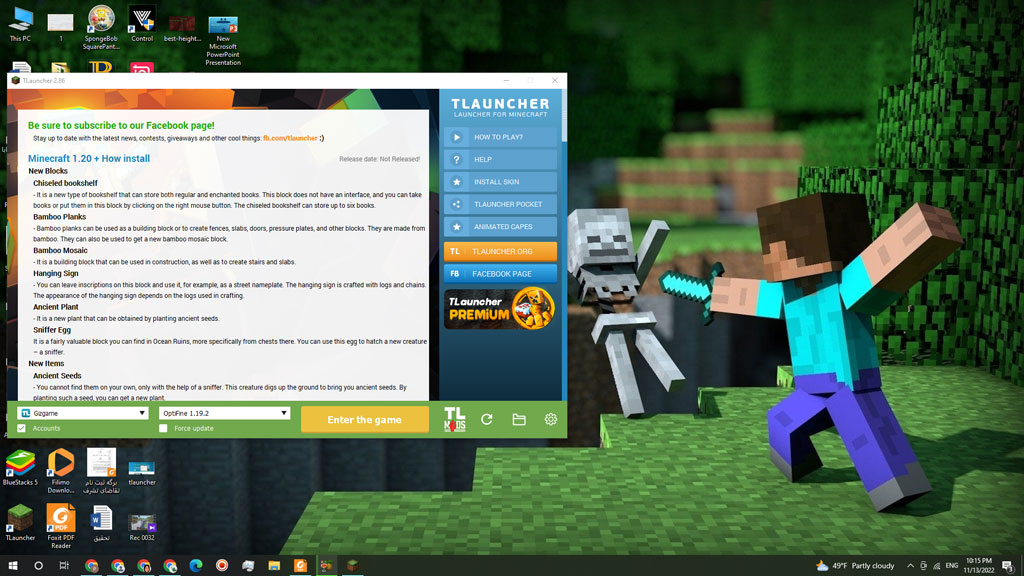 This PC
1
SpongeBob
SquarePant...
Control
best-height...
New
Microsoft
PowerPoint
Presentation
TLauncher 2.86
Be sure to subscribe to our Facebook page!
Stay up to date with the latest news, contests, giveaways and other cool things: fb.com/tlauncher :)
Minecraft 1.20 + How install
Release date: Not Released!
New Blocks
Chiseled bookshelf
- It is a new type of bookshelf that can store both regular and enchanted books. This block does not have an interface, and you can take
books or put them in this block by clicking on the right mouse button. The chiseled bookshelf can store up to six books.
Bamboo Planks
- Bamboo planks can be used as a building block or to create fences, slabs, doors, pressure plates, and other blocks. They are made from
bamboo. They can also be used to get a new bamboo mosaic block.
Bamboo Mosaic
- It is a building block that can be used in construction, as well as to create stairs and slabs.
Hanging Sign
- You can leave inscriptions on this block and use it, for example, as a street nameplate. The hanging sign is crafted with logs and chains.
The appearance of the hanging sign depends on the logs used in crafting.
Ancient Plant
- It is a new plant that can be obtained by planting ancient seeds.
Sniffer Egg
It is a fairly valuable block you can find in Ocean Ruins, more specifically from chests there. You can use this egg to hatch a new creature
– a sniffer.
New Items
Ancient Seeds
- You cannot find them on your own, only with the help of a sniffer. This creature digs up the ground to bring you ancient seeds. By
planting such a seed, you can get a new plant.
TLAUNCHER
LAUNCHER FOR MINECRAFT
HOW TO PLAY?
? HELP
INSTALL SKIN
TLAUNCHER POCKET
ANIMATED CAPES
TL TLAUNCHER.ORG
FB FACEBOOK PAGE
TLauncher
PREMIUM
TL Gizgame
OptiFine 1.19.2
Enter the game
TL
MODS
Accounts
Force update
BlueStacks 5
Filimo
Downlo...
برگه ثبت نام
تقاضای تشرف
tlauncher
TLauncher
PDF
Foxit PDF
Reader
W
تحقیق
Rec 0032
49°F Partly cloudy
ENG
10:15 PM
11/13/2022
3